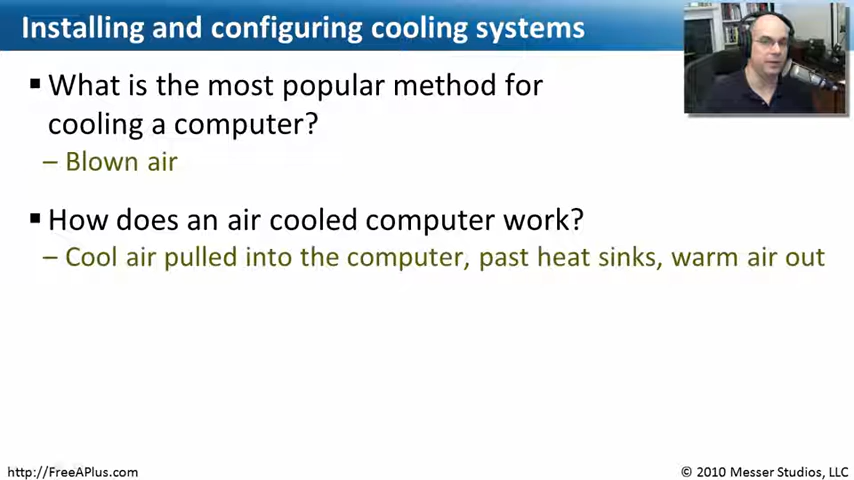 Installing and configuring cooling systems
▪ What is the most popular method for
cooling a computer?
– Blown air
▪ How does an air cooled computer work?
– Cool air pulled into the computer, past heat sinks, warm air out
http://FreeAPlus.com
© 2010 Messer Studios, LLC